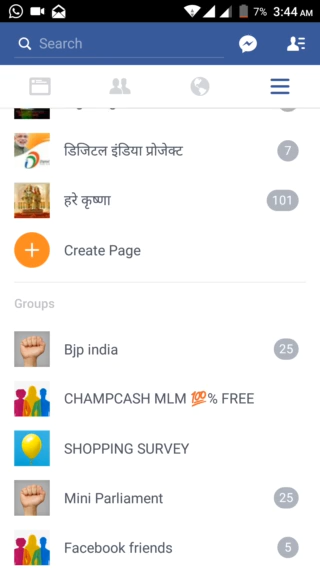 7% 3:44 AM
Search
डिजिटल इंडिया प्रोजेक्ट 7
हरे कृष्णा 101
Create Page
Groups
Bjp india 25
CHAMPCASH MLM 💯% FREE
SHOPPING SURVEY
Mini Parliament 25
Facebook friends 5